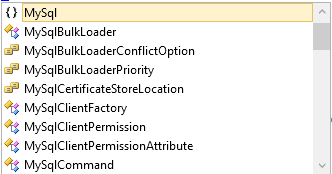 {} MySql
MySqlBulkLoader
MySqlBulkLoaderConflictOption
MySqlBulkLoaderPriority
MySqlCertificateStoreLocation
MySqlClientFactory
MySqlClientPermission
MySqlClientPermissionAttribute
MySqlCommand